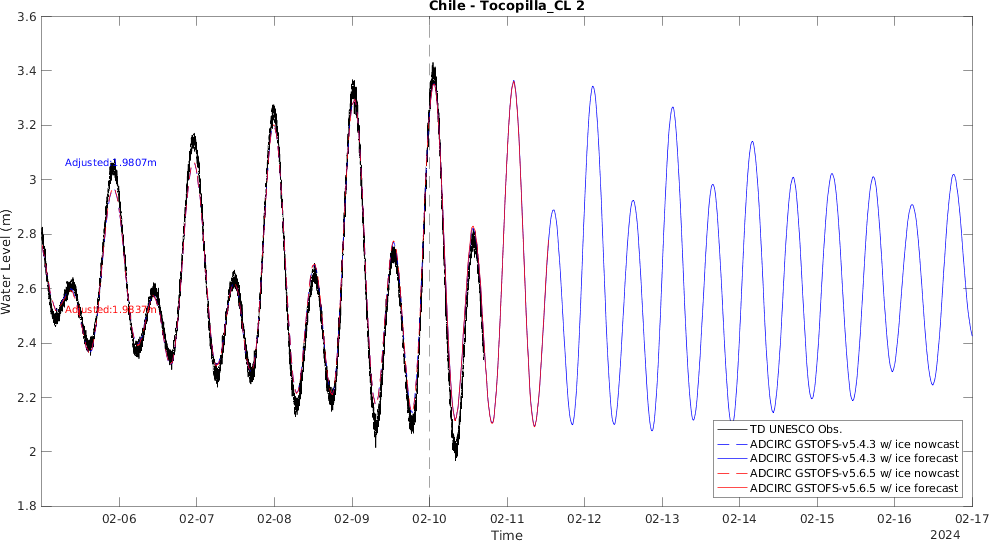 Chile - Tocopilla_CL 2
3.6
3.4
3.2
3
2.8
2.6
2.4
2.2
2
1.8
Water Level (m)
Adjusted:1.9807m
Adjusted:1.9337m
TD UNESCO Obs.
ADCIRC GSTOFS-v5.4.3 w/ ice nowcast
ADCIRC GSTOFS-v5.4.3 w/ ice forecast
ADCIRC GSTOFS-v5.6.5 w/ ice nowcast
ADCIRC GSTOFS-v5.6.5 w/ ice forecast
02-06 02-07 02-08 02-09 02-10 02-11 02-12 02-13 02-14 02-15 02-16 02-17
Time
2024